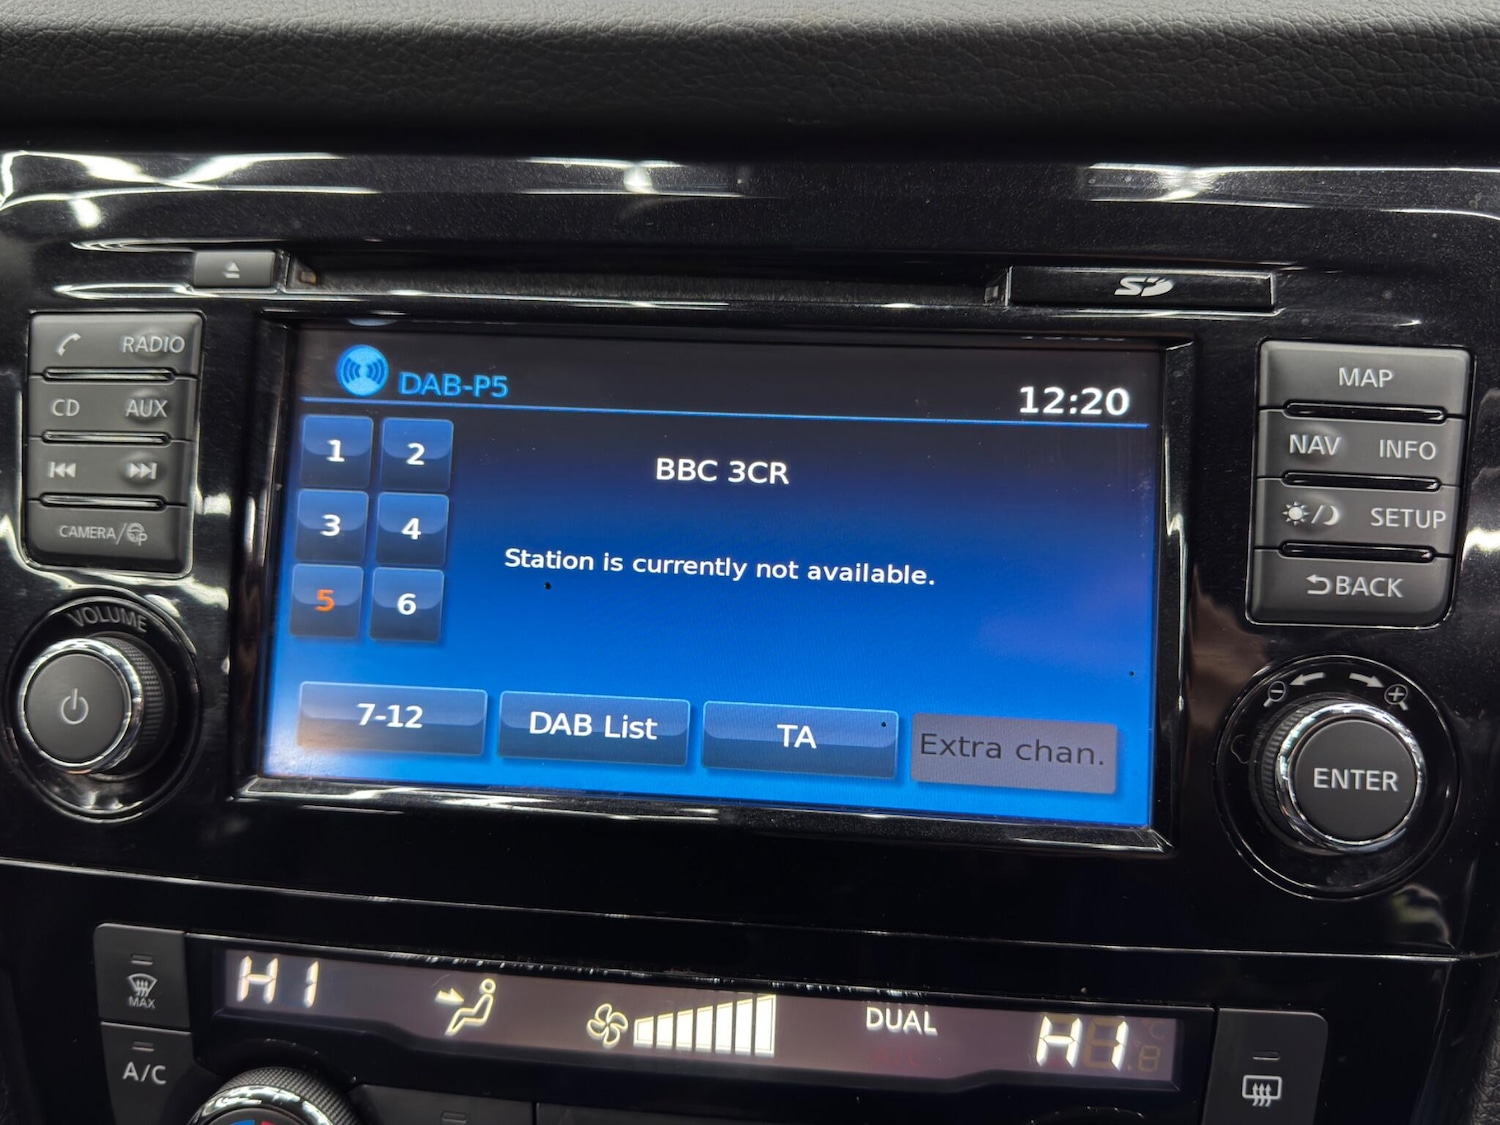 SD
RADIO
CD AUX
CAMERA/
VOLUME
DAB-P5
12:20
1 2
3 4
5 6
BBC 3CR
Station is currently not available.
7-12
DAB List
TA
Extra chan.
MAP
NAV INFO
/ SETUP
BACK
ENTER
MAX
A/C
HI
DUAL
HI